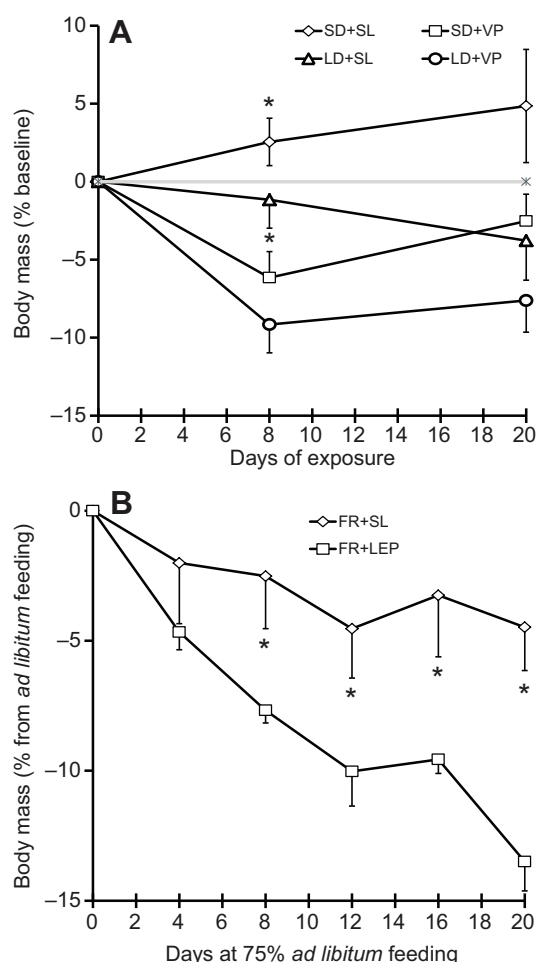 A
SD+SL SD+VP
LD+SL LD+VP
10
5
0
–5
–10
–15
Body mass (% baseline)
*
*
0 2 4 6 8 10 12 14 16 18 20
Days of exposure
B
FR+SL
FR+LEP
0
–5
–10
–15
Body mass (% from ad libitum feeding)
* * * *
0 2 4 6 8 10 12 14 16 18 20
Days at 75% ad libitum feeding